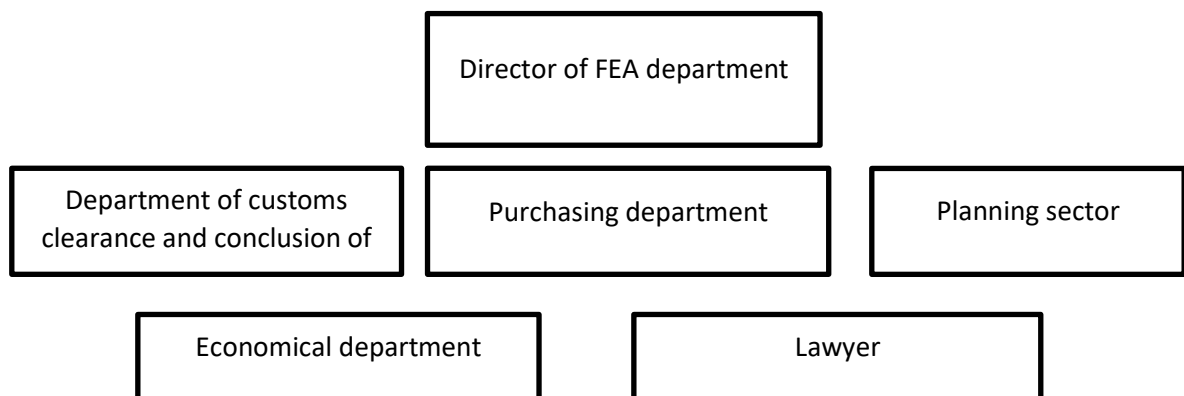 Director of FEA department
Department of customs
clearance and conclusion of
Purchasing department
Planning sector
Economical department
Lawyer